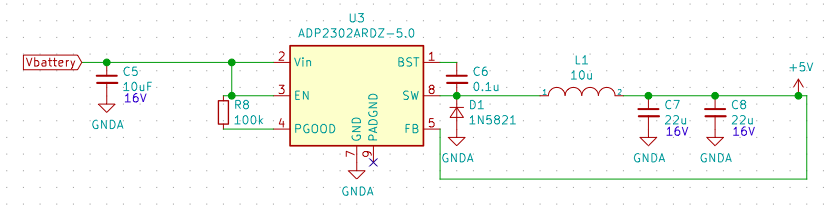 U3
ADP2302ARDZ-5.0
Vbattery
C5
10uF
16V
GNDA
R8
100k
2
Vin
3
EN
4
PGOOD
BST
1
SW
8
FB
5
GND
7
PADGND
9
GNDA
C6
0.1u
D1
1N5821
GNDA
L1
10u
1
2
C7
22u
16V
GNDA
C8
22u
16V
GNDA
+5V